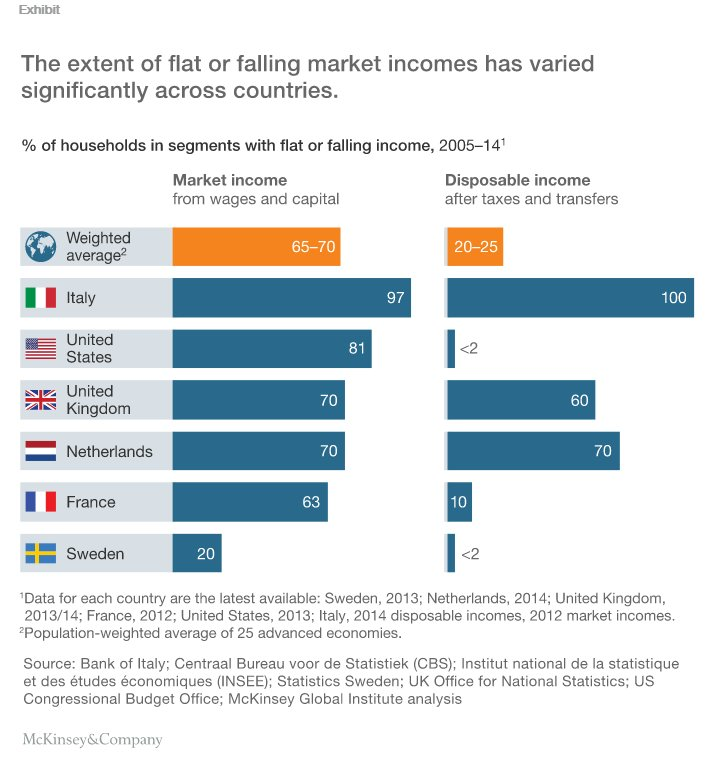 Exhibit
The extent of flat or falling market incomes has varied
significantly across countries.
% of households in segments with flat or falling income, 2005–14¹
Market income
from wages and capital
Disposable income
after taxes and transfers
Weighted
average²
65–70
20–25
Italy
97
100
United
States
81
<2
United
Kingdom
70
60
Netherlands
70
70
France
63
10
Sweden
20
<2
¹Data for each country are the latest available: Sweden, 2013; Netherlands, 2014; United Kingdom,
2013/14; France, 2012; United States, 2013; Italy, 2014 disposable incomes, 2012 market incomes.
²Population-weighted average of 25 advanced economies.
Source: Bank of Italy; Centraal Bureau voor de Statistiek (CBS); Institut national de la statistique
et des études économiques (INSEE); Statistics Sweden; UK Office for National Statistics; US
Congressional Budget Office; McKinsey Global Institute analysis
McKinsey&Company